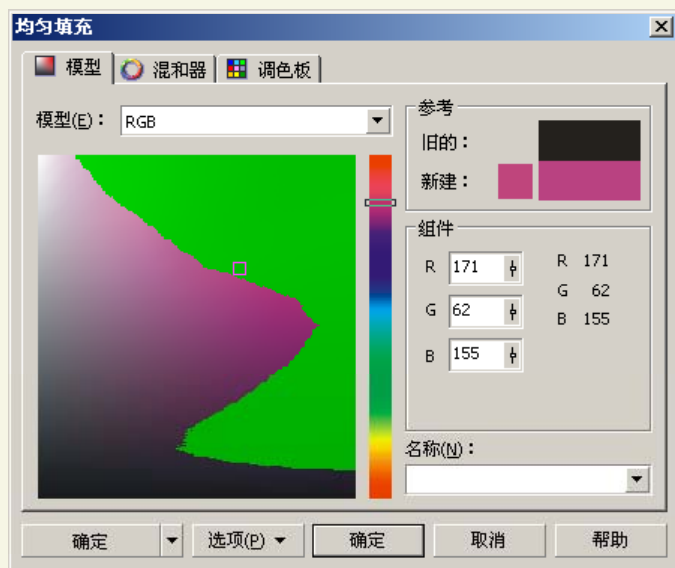 均匀填充
模型 混和器 调色板
模型(E)： RGB
参考
旧的：
新建：
组件
R 171 R 171
G 62 G 62
B 155 B 155
名称(N)：
确定 选项(P) 确定 取消 帮助